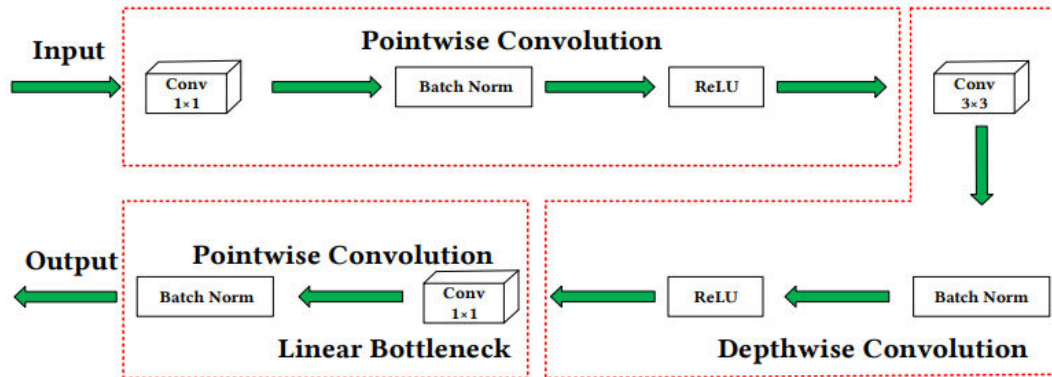 Input
Pointwise Convolution
Conv
1×1
Batch Norm
ReLU
Conv
3×3
Output
Pointwise Convolution
Batch Norm
Conv
1×1
ReLU
Batch Norm
Linear Bottleneck
Depthwise Convolution